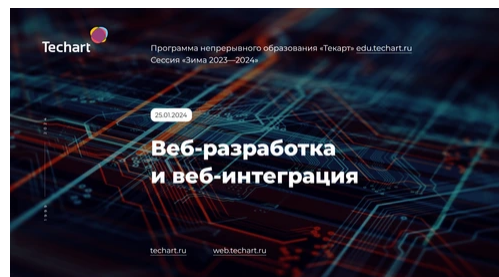 Techart
Программа непрерывного образования «Текарт» edu.techart.ru
Сессия «Зима 2023—2024»
25.01.2024
Веб-разработка
и веб-интеграция
techart.ru web.techart.ru